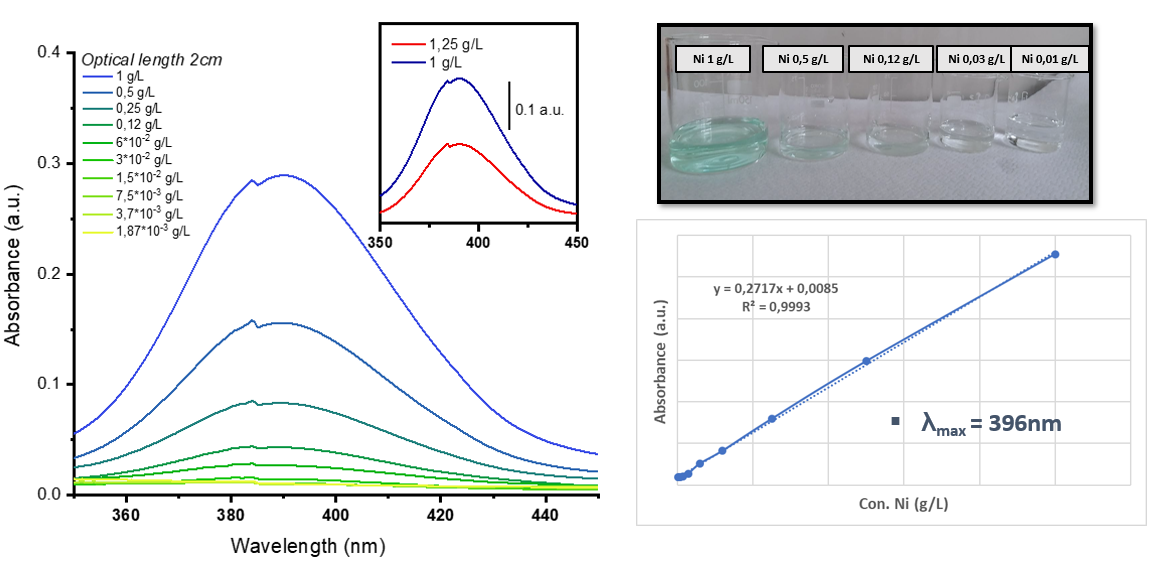 Optical length 2cm
1 g/L
0,5 g/L
0,25 g/L
0,12 g/L
6*10⁻² g/L
3*10⁻² g/L
1,5*10⁻² g/L
7,5*10⁻³ g/L
3,7*10⁻³ g/L
1,87*10⁻³ g/L
Absorbance (a.u.)
0.4
0.3
0.2
0.1
0.0
360
380
400
420
440
Wavelength (nm)
1,25 g/L
1 g/L
0.1 a.u.
350
400
450
Ni 1 g/L
Ni 0,5 g/L
Ni 0,12 g/L
Ni 0,03 g/L
Ni 0,01 g/L
y = 0,2717x + 0,0085
R² = 0,9993
Absorbance (a.u.)
λmax = 396nm
Con. Ni (g/L)